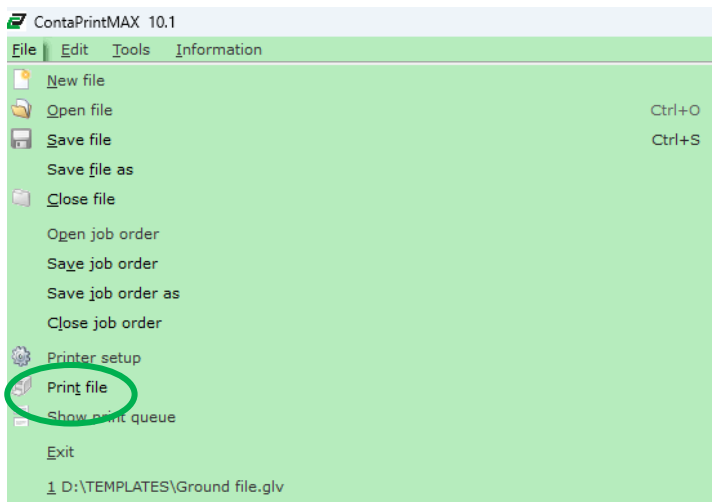 ContaPrintMAX 10.1
File Edit Tools Information
New file
Open file Ctrl+O
Save file Ctrl+S
Save file as
Close file
Open job order
Save job order
Save job order as
Close job order
Printer setup
Print file
Show print queue
Exit
1 D:\TEMPLATES\Ground file.glv